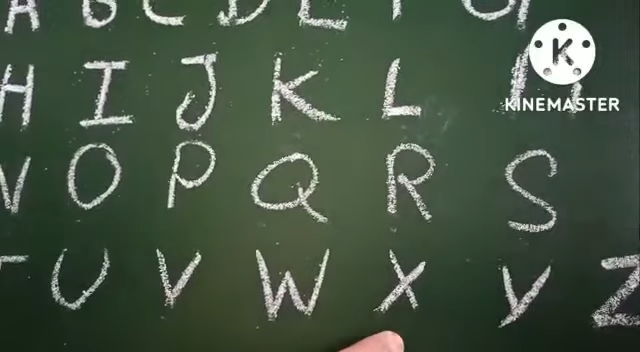 A B C D E F G
H I J K L M
KINEMASTER
N O P Q R S
T U V W X Y Z